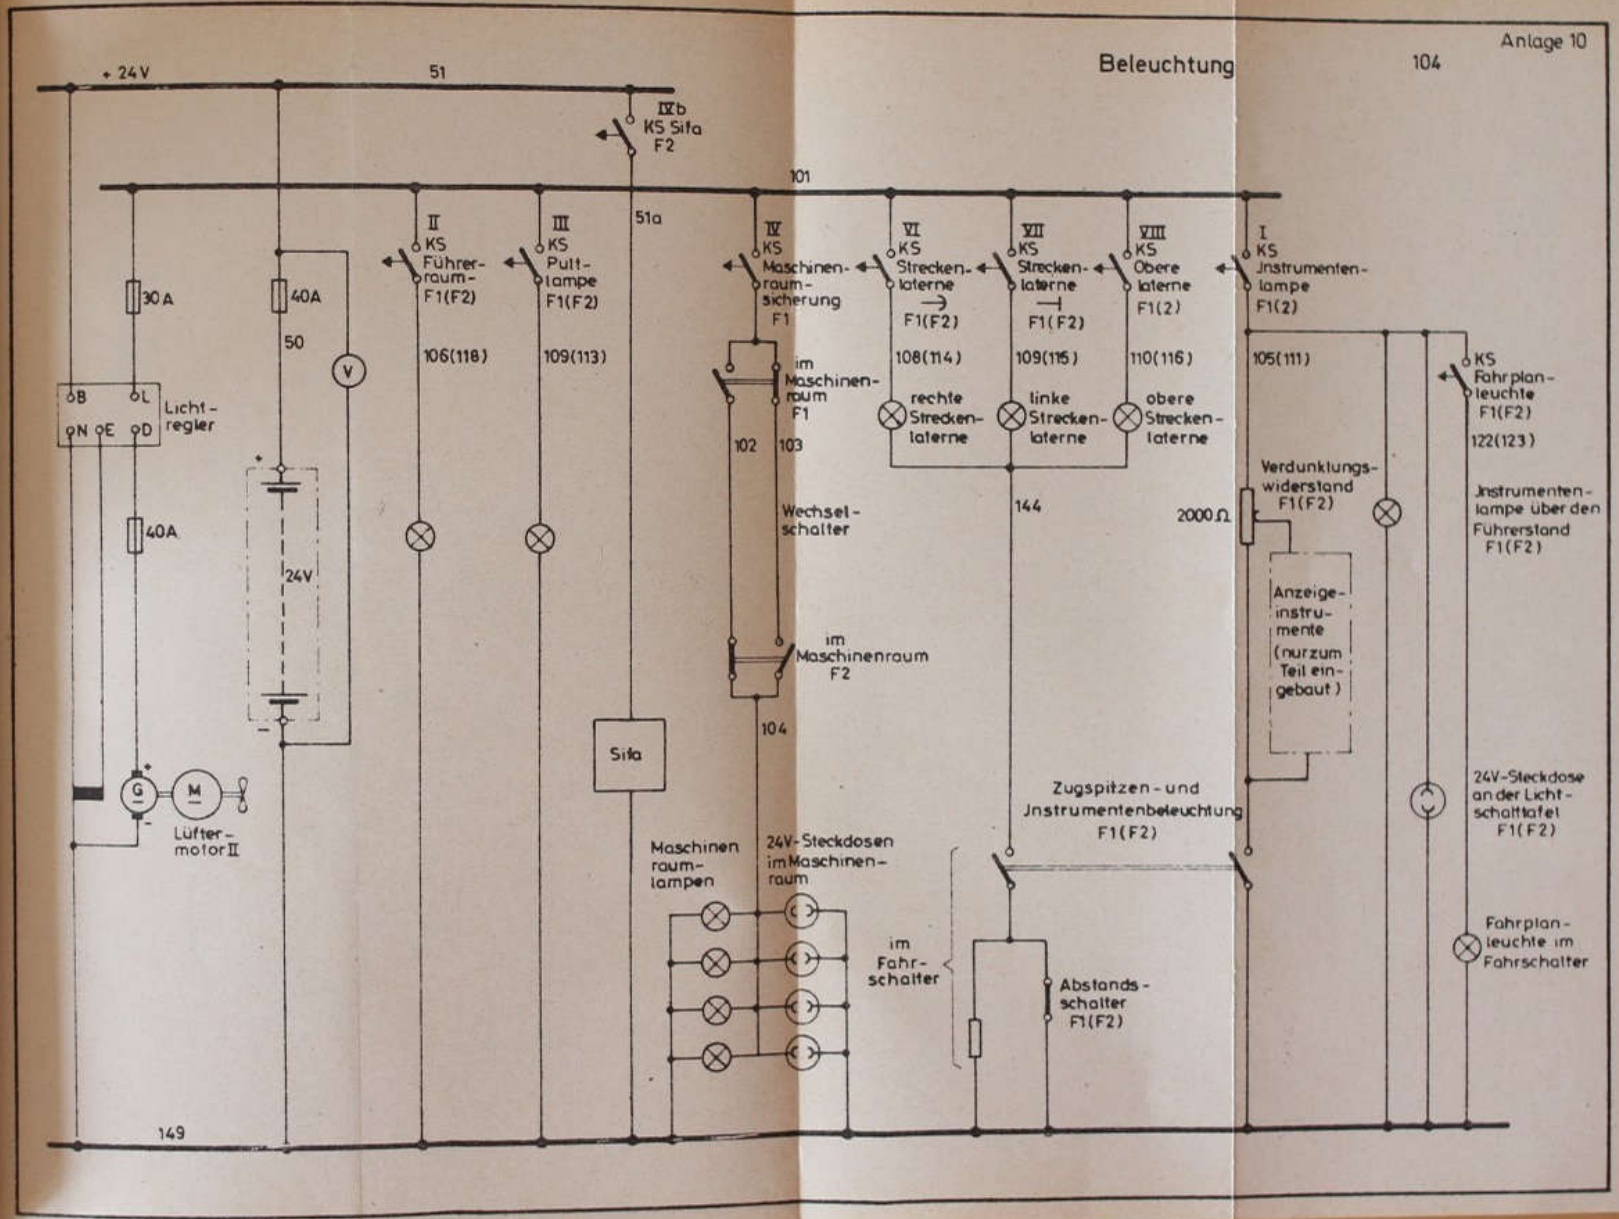 Anlage 10
Beleuchtung
104
+ 24V
51
IVb
KS Sifa
F2
101
51a
II
KS
Führer-
raum-
F1(F2)
106(118)
III
KS
Pult-
lampe
F1(F2)
109(113)
IV
KS
Maschinen-
raum-
sicherung
F1
VI
KS
Strecken-
laterne
F1(F2)
108(114)
VII
KS
Strecken-
laterne
F1(F2)
109(115)
VIII
KS
Obere
laterne
F1(2)
110(116)
I
KS
Jnstrumenten-
lampe
F1(2)
105(111)
KS
Fahrplan-
leuchte
F1(F2)
122(123)
30A
40A
50
V
B
L
N
E
D
Licht-
regler
im
Maschinen-
raum
F1
102
103
rechte
Strecken-
laterne
linke
Strecken-
laterne
obere
Strecken-
laterne
Verdunklungs-
widerstand
F1(F2)
2000Ω
Jnstrumenten-
lampe über den
Führerstand
F1(F2)
+
40A
24V
Wechsel-
schalter
144
Anzeige-
instru-
mente
(nur zum
Teil ein-
gebaut)
im
Maschinenraum
F2
−
104
Sifa
+
G
M
−
Lüfter-
motor II
Zugspitzen- und
Jnstrumentenbeleuchtung
F1(F2)
24V-Steckdose
an der Licht-
schalttafel
F1(F2)
Maschinen
raum-
lampen
24V-Steckdosen
im Maschinen-
raum
im
Fahr-
schalter
Abstands-
schalter
F1(F2)
Fahrplan-
leuchte im
Fahrschalter
149